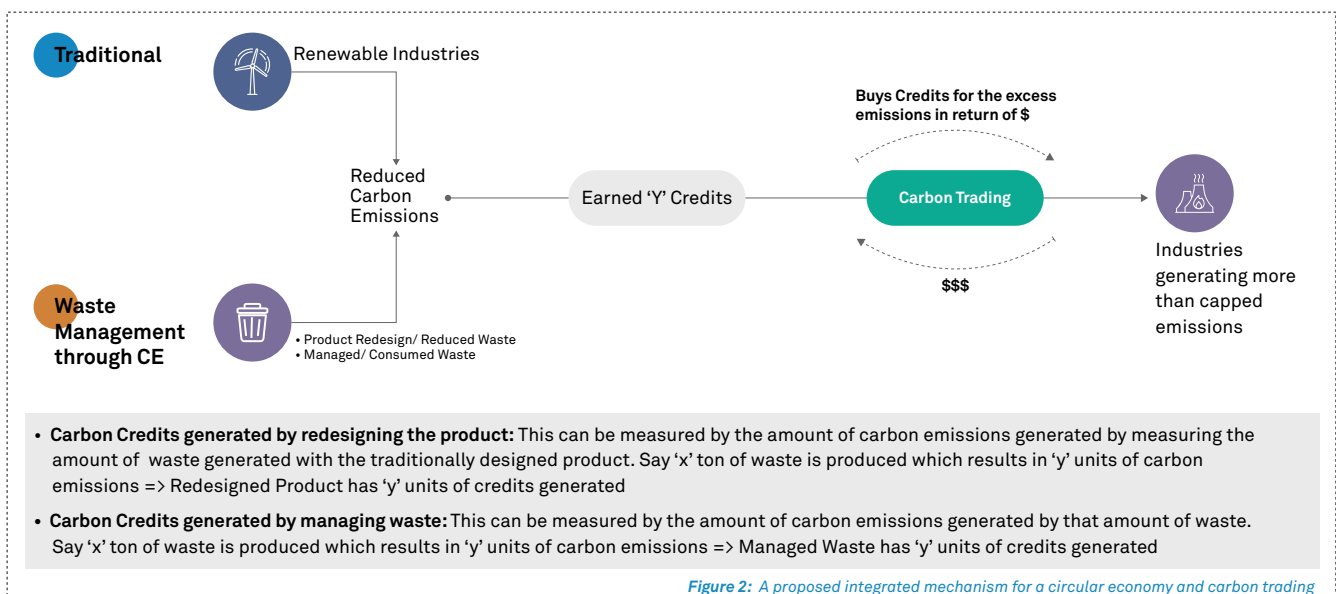 Traditional
Renewable Industries
Buys Credits for the excess
emissions in return of $
Reduced
Carbon
Emissions
Earned ‘Y’ Credits
Carbon Trading
$$$
Industries
generating more
than capped
emissions
Waste
Management
through CE
• Product Redesign/ Reduced Waste
• Managed/ Consumed Waste
• Carbon Credits generated by redesigning the product: This can be measured by the amount of carbon emissions generated by measuring the
amount of waste generated with the traditionally designed product. Say ‘x’ ton of waste is produced which results in ‘y’ units of carbon
emissions => Redesigned Product has ‘y’ units of credits generated
• Carbon Credits generated by managing waste: This can be measured by the amount of carbon emissions generated by that amount of waste.
Say ‘x’ ton of waste is produced which results in ‘y’ units of carbon emissions => Managed Waste has ‘y’ units of credits generated
Figure 2: A proposed integrated mechanism for a circular economy and carbon trading